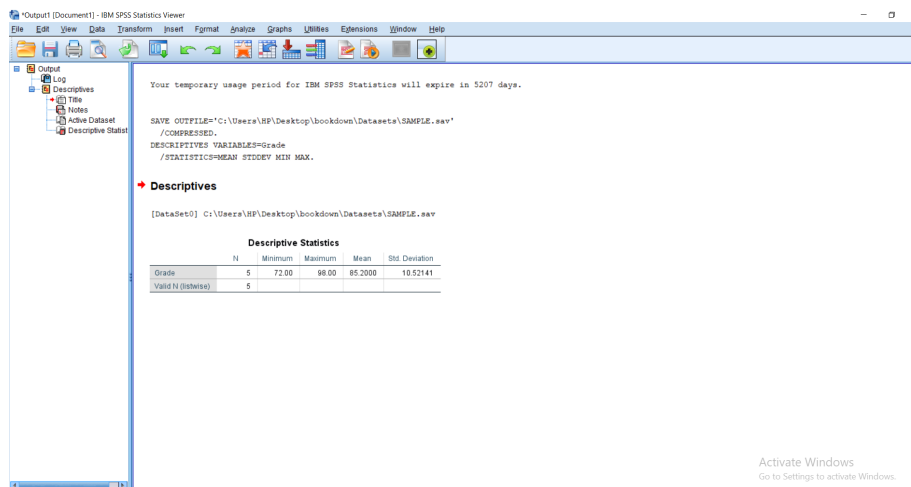 *Output1 [Document1] - IBM SPSS Statistics Viewer
File Edit View Data Transform Insert Format Analyze Graphs Utilities Extensions Window Help
Output
Log
Descriptives
Title
Notes
Active Dataset
Descriptive Statist
Your temporary usage period for IBM SPSS Statistics will expire in 5207 days.
SAVE OUTFILE='C:\Users\HP\Desktop\bookdown\Datasets\SAMPLE.sav'
/COMPRESSED.
DESCRIPTIVES VARIABLES=Grade
/STATISTICS=MEAN STDDEV MIN MAX.
Descriptives
[DataSet0] C:\Users\HP\Desktop\bookdown\Datasets\SAMPLE.sav
Descriptive Statistics
N Minimum Maximum Mean Std. Deviation
Grade 5 72.00 98.00 85.2000 10.52141
Valid N (listwise) 5
Activate Windows
Go to Settings to activate Windows.